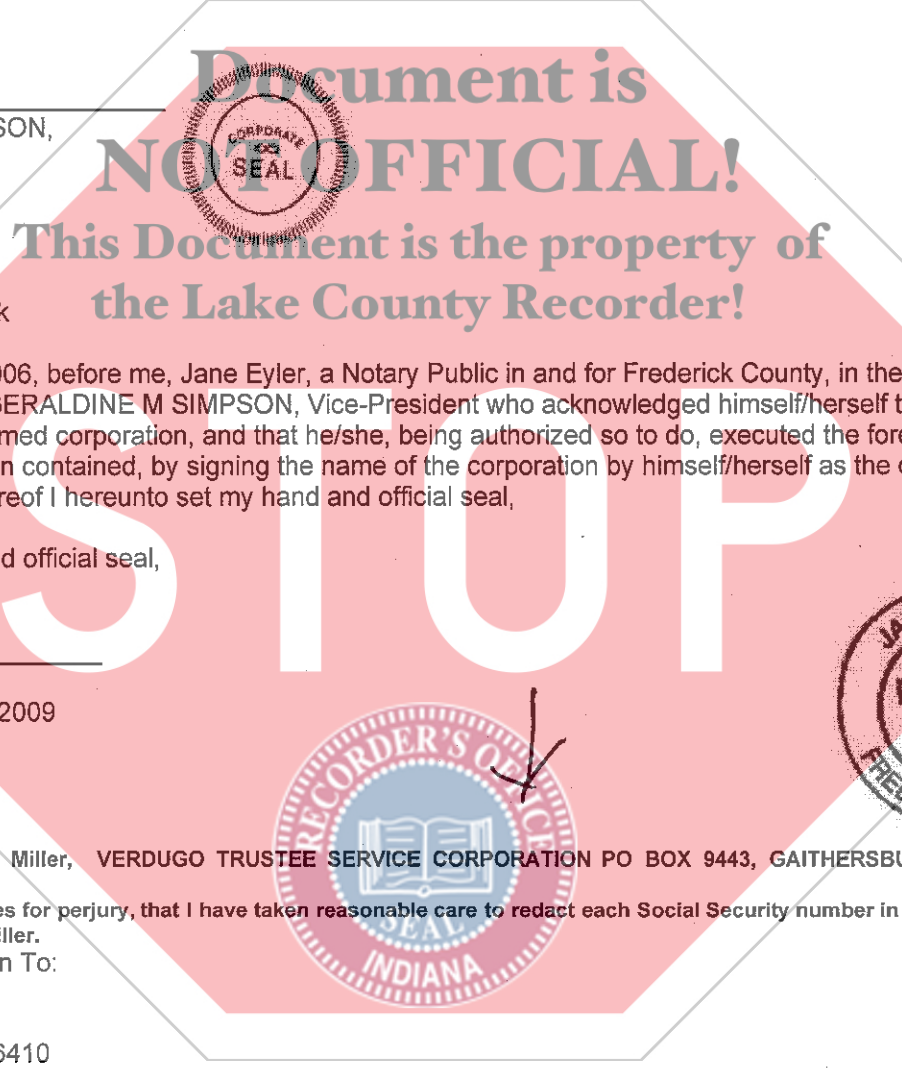 Document is
SON,
CORPORATE
SEAL
NOT OFFICIAL!
This Document is the property of
the Lake County Recorder!
k
006, before me, Jane Eyler, a Notary Public in and for Frederick County, in the
GERALDINE M SIMPSON, Vice-President who acknowledged himself/herself t
med corporation, and that he/she, being authorized so to do, executed the fore
n contained, by signing the name of the corporation by himself/herself as the
reof I hereunto set my hand and official seal,
STOP
d official seal,
2009
JA
FRE
RECORDER'S OFFICE
SEAL
INDIANA
Miller, VERDUGO TRUSTEE SERVICE CORPORATION PO BOX 9443, GAITHERSBU
es for perjury, that I have taken reasonable care to redact each Social Security number in
ller.
n To:
6410